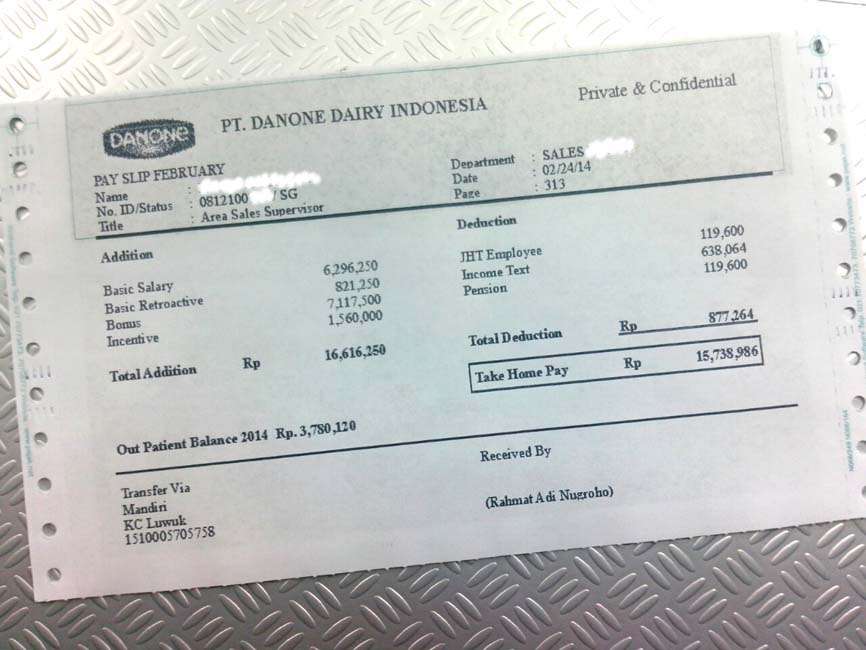 DANONE
PT. DANONE DAIRY INDONESIA
Private & Confidential
PAY SLIP FEBRUARY
Name :
No. ID/Status : 0812100 / SG
Title : Area Sales Supervisor
Department : SALES
Date : 02/24/14
Page : 313
Addition
Basic Salary 6,296,250
Basic Retroactive 821,250
Bonus 7,117,500
Incentive 1,560,000
Total Addition Rp 16,616,250
Deduction
JHT Employee 119,600
Income Text 638,064
Pension 119,600
Total Deduction Rp 877,264
Take Home Pay Rp 15,738,986
Out Patient Balance 2014 Rp. 3,780,120
Transfer Via
Mandiri
KC Luwuk
1510005705758
Received By
(Rahmat Adi Nugroho)